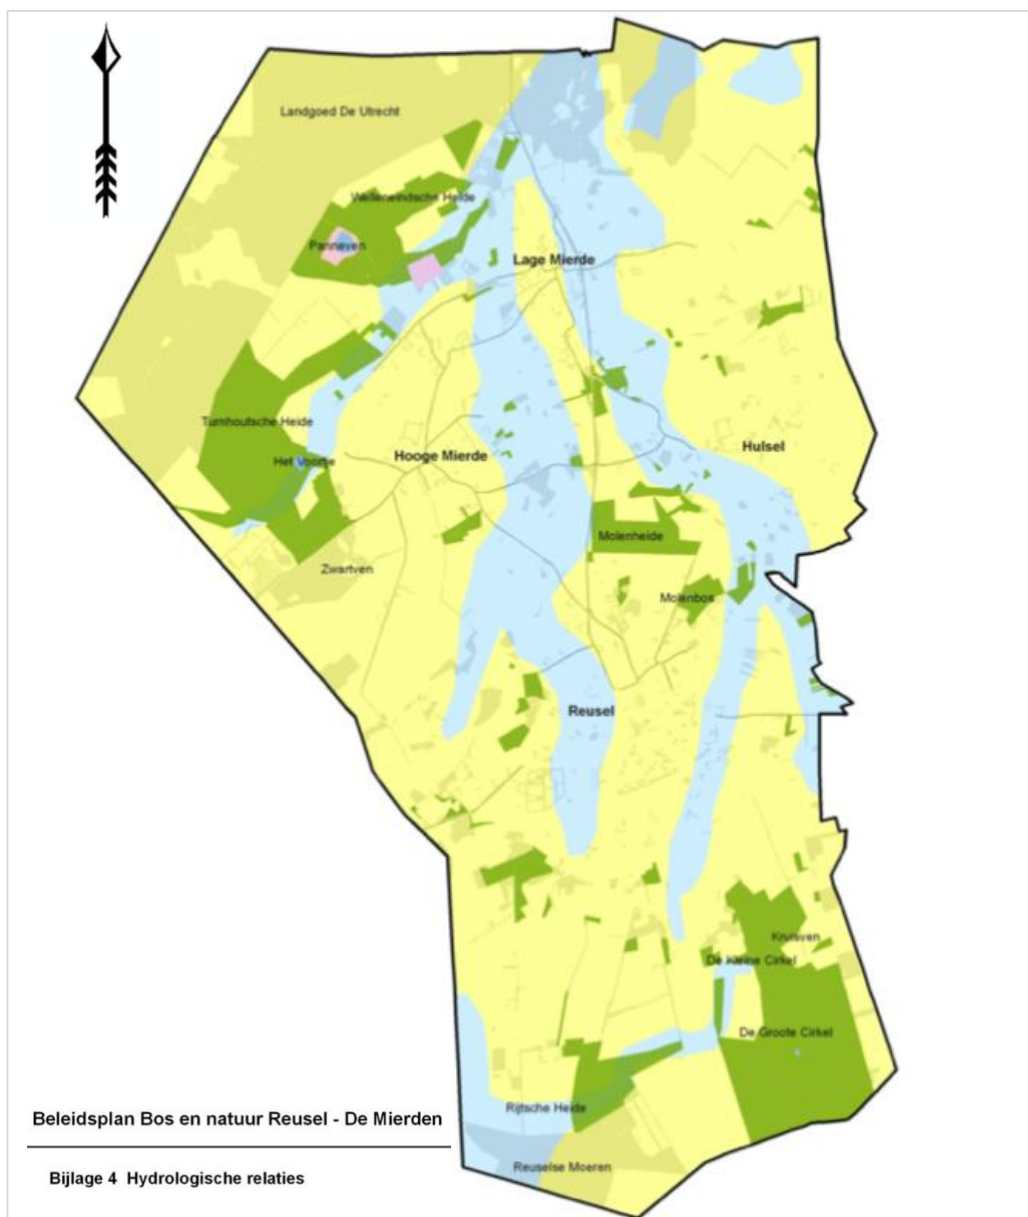 Landgoed De Utrecht
Welleneindsche Heide
Panneven
Lage Mierde
Turnhoutsche Heide
Hulsel
Hooge Mierde
Het Voortje
Molenheide
Zwartven
Molenbos
Reusel
Kruisven
De Kleine Cirkel
De Groote Cirkel
Rijtsche Heide
Beleidsplan Bos en natuur Reusel - De Mierden
Reuselse Moeren
Bijlage 4 Hydrologische relaties